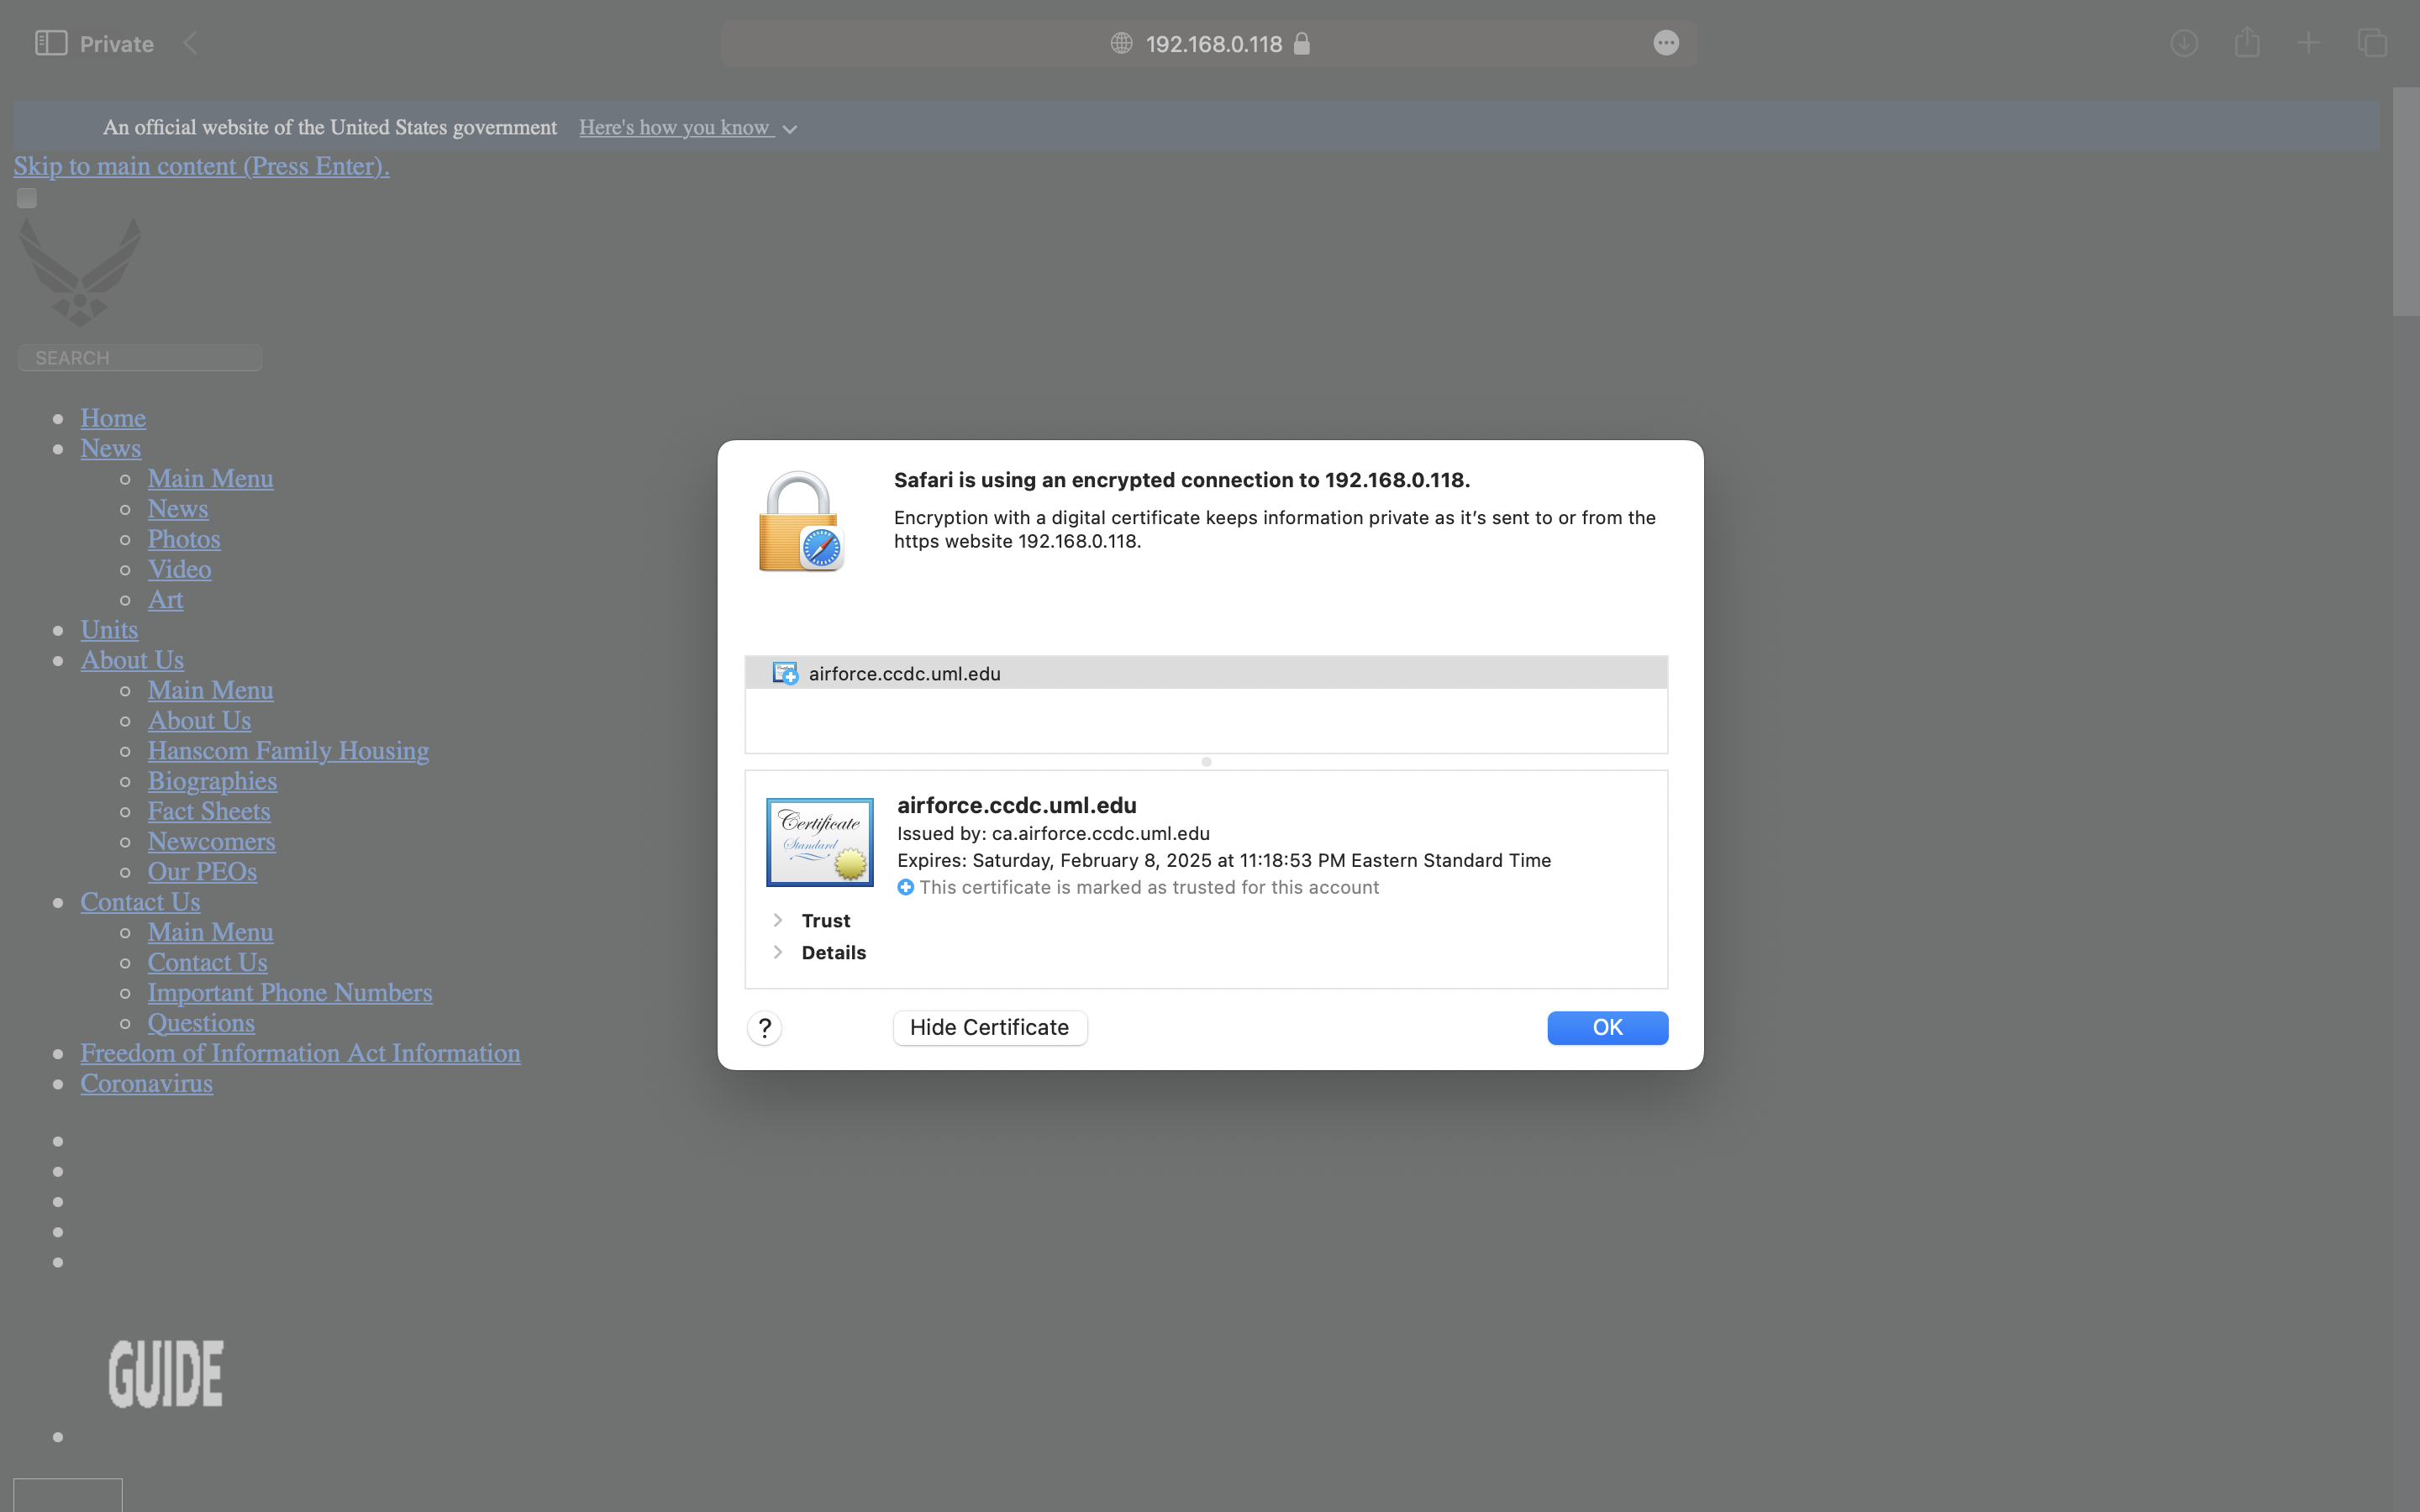 Private
192.168.0.118
An official website of the United States government Here's how you know
Skip to main content (Press Enter).
SEARCH
Home
News
Main Menu
News
Photos
Video
Art
Units
About Us
Main Menu
About Us
Hanscom Family Housing
Biographies
Fact Sheets
Newcomers
Our PEOs
Contact Us
Main Menu
Contact Us
Important Phone Numbers
Questions
Freedom of Information Act Information
Coronavirus
GUIDE
Safari is using an encrypted connection to 192.168.0.118.
Encryption with a digital certificate keeps information private as it’s sent to or from the
https website 192.168.0.118.
airforce.ccdc.uml.edu
Certificate
Standard
airforce.ccdc.uml.edu
Issued by: ca.airforce.ccdc.uml.edu
Expires: Saturday, February 8, 2025 at 11:18:53 PM Eastern Standard Time
This certificate is marked as trusted for this account
Trust
Details
?
Hide Certificate
OK